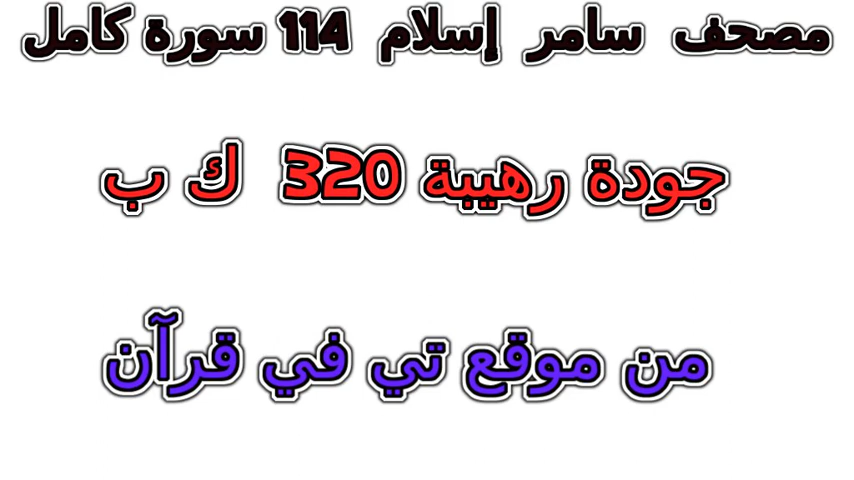 مصحف سامر إسلام 114 سورة كامل
جودة رهيبة 320 ك ب
من موقع تي في قرآن